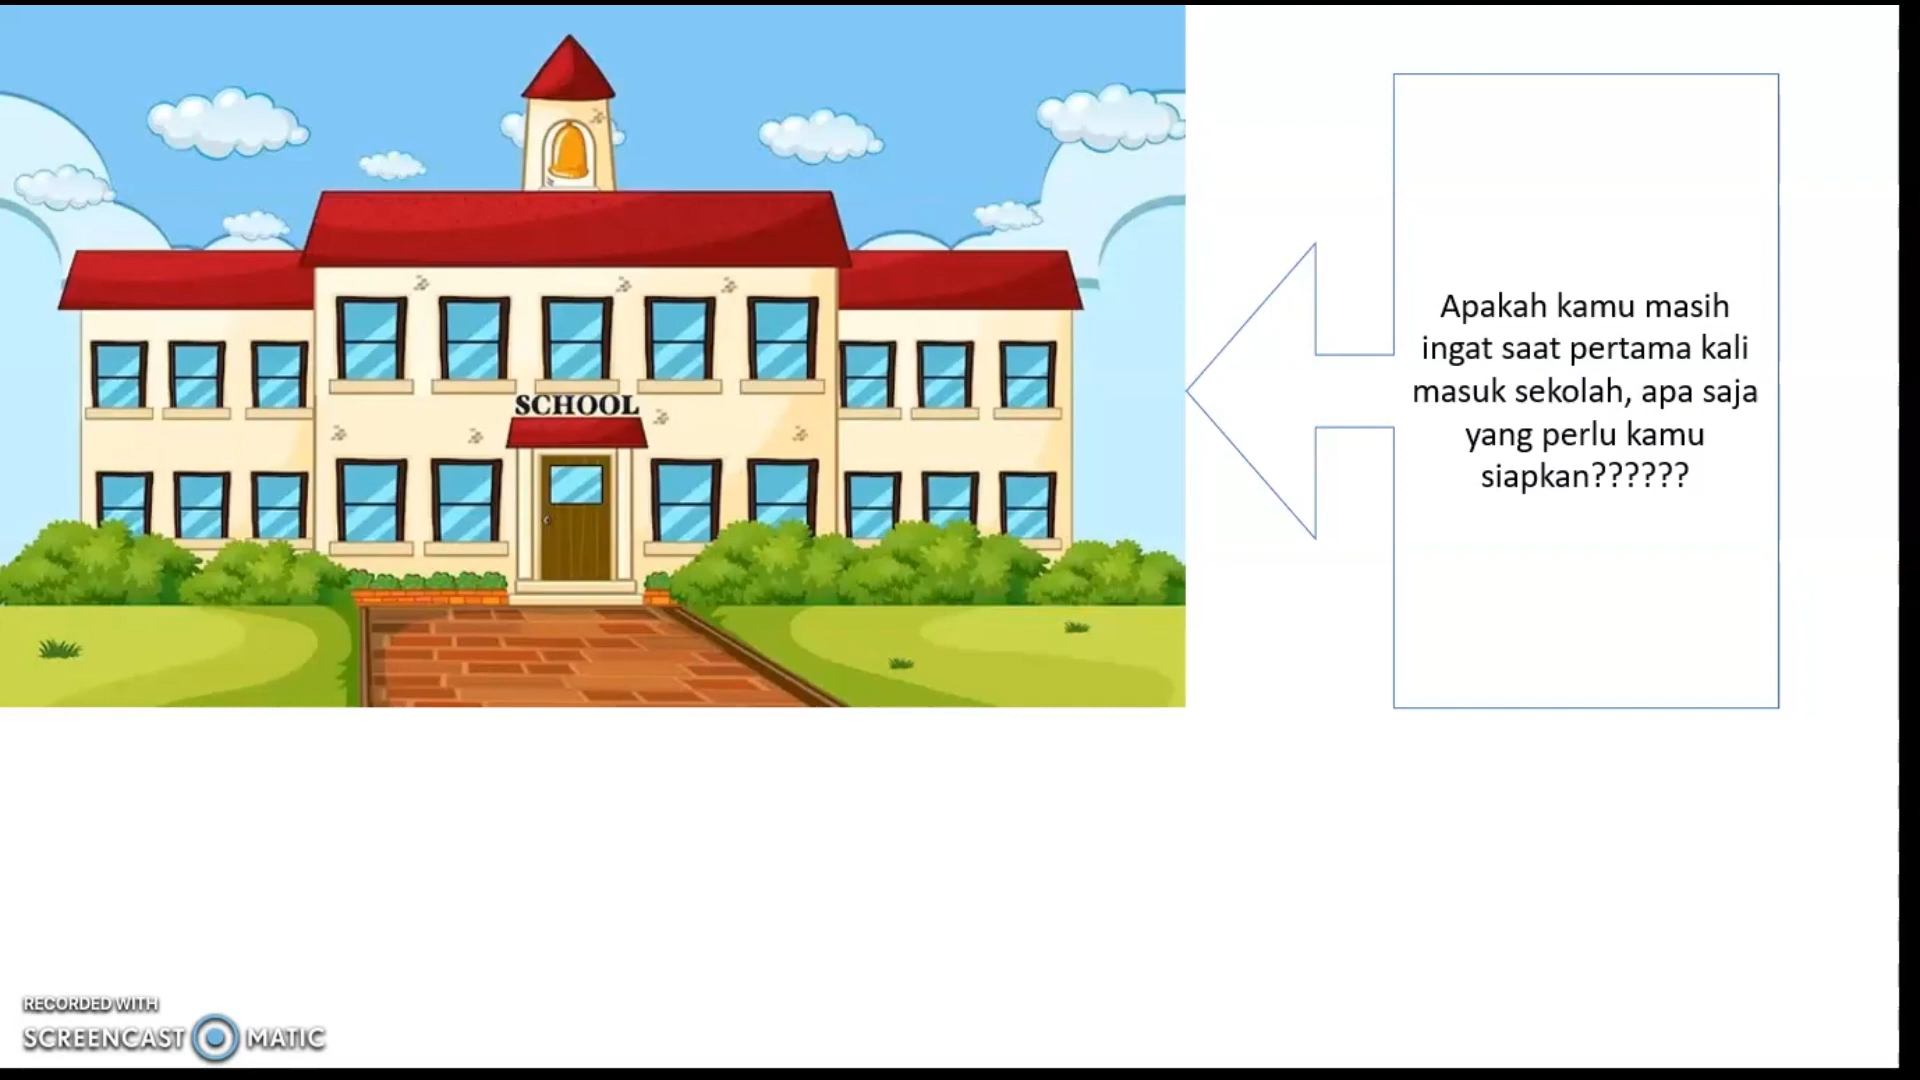 SCHOOL
Apakah kamu masih
ingat saat pertama kali
masuk sekolah, apa saja
yang perlu kamu
siapkan??????
RECORDED WITH
SCREENCAST MATIC